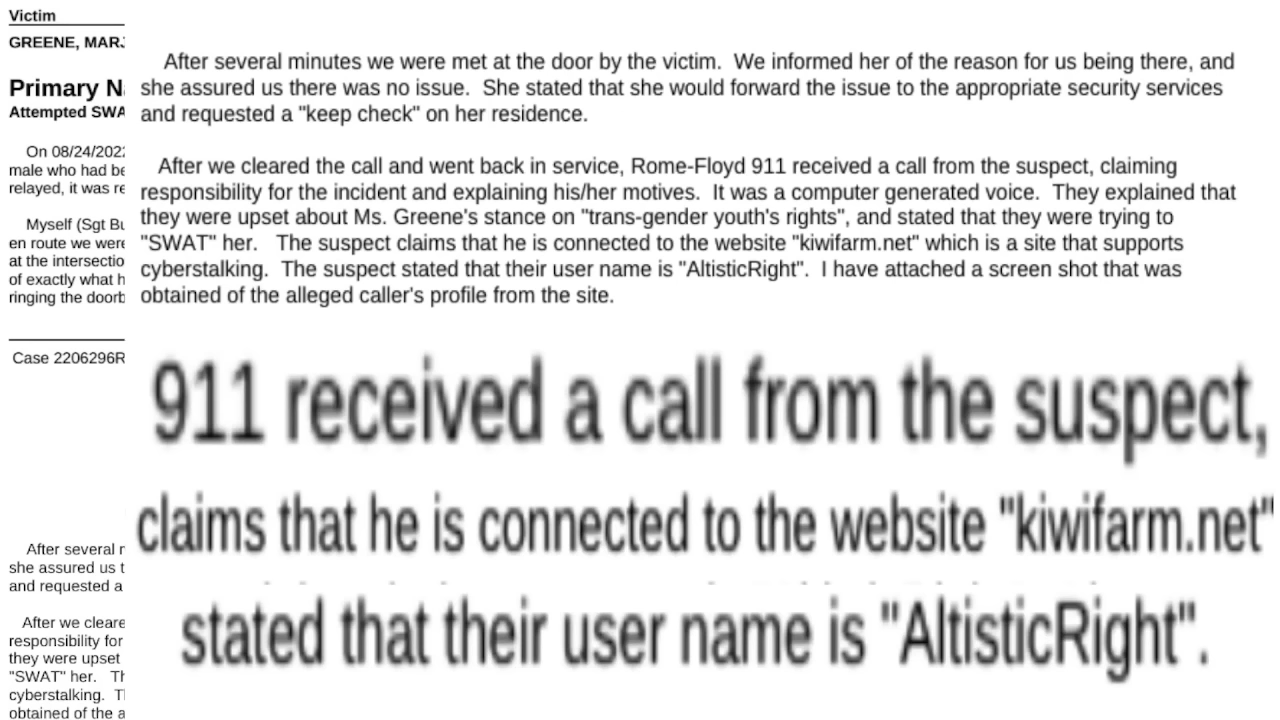 Victim
GREENE, MARJ
Primary N
Attempted SWA
On 08/24/2022
male who had be
relayed, it was re
Myself (Sgt Bu
en route we were
at the intersectio
of exactly what h
ringing the doorb
Case 2206296R
After several
she assured us t
and requested a
After we cleare
responsibility for
they were upset
"SWAT" her. Th
cyberstalking. T
obtained of the a
After several minutes we were met at the door by the victim. We informed her of the reason for us being there, and
she assured us there was no issue. She stated that she would forward the issue to the appropriate security services
and requested a "keep check" on her residence.
After we cleared the call and went back in service, Rome-Floyd 911 received a call from the suspect, claiming
responsibility for the incident and explaining his/her motives. It was a computer generated voice. They explained that
they were upset about Ms. Greene's stance on "trans-gender youth's rights", and stated that they were trying to
"SWAT" her. The suspect claims that he is connected to the website "kiwifarm.net" which is a site that supports
cyberstalking. The suspect stated that their user name is "AltisticRight". I have attached a screen shot that was
obtained of the alleged caller's profile from the site.
911 received a call from the suspect,
claims that he is connected to the website "kiwifarm.net"
stated that their user name is "AltisticRight".